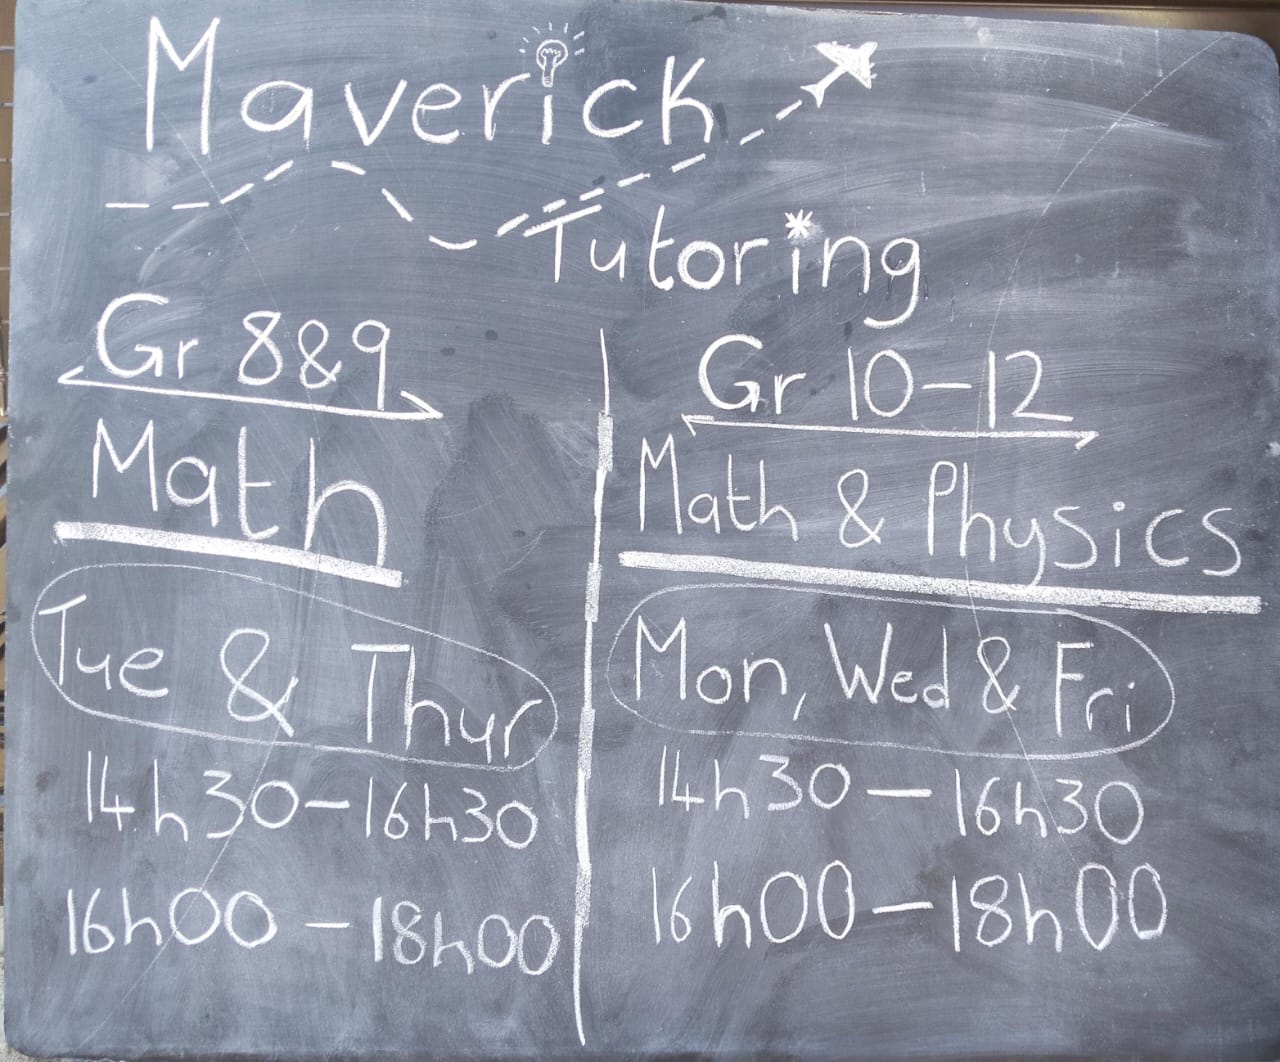 Maverick
Tutoring
Gr 8&9
Math
Tue & Thur
14h30-16h30
16h00 - 18h00
Gr 10-12
Math & Physics
Mon, Wed & Fri
14h30 - 16h30
16h00 - 18h00